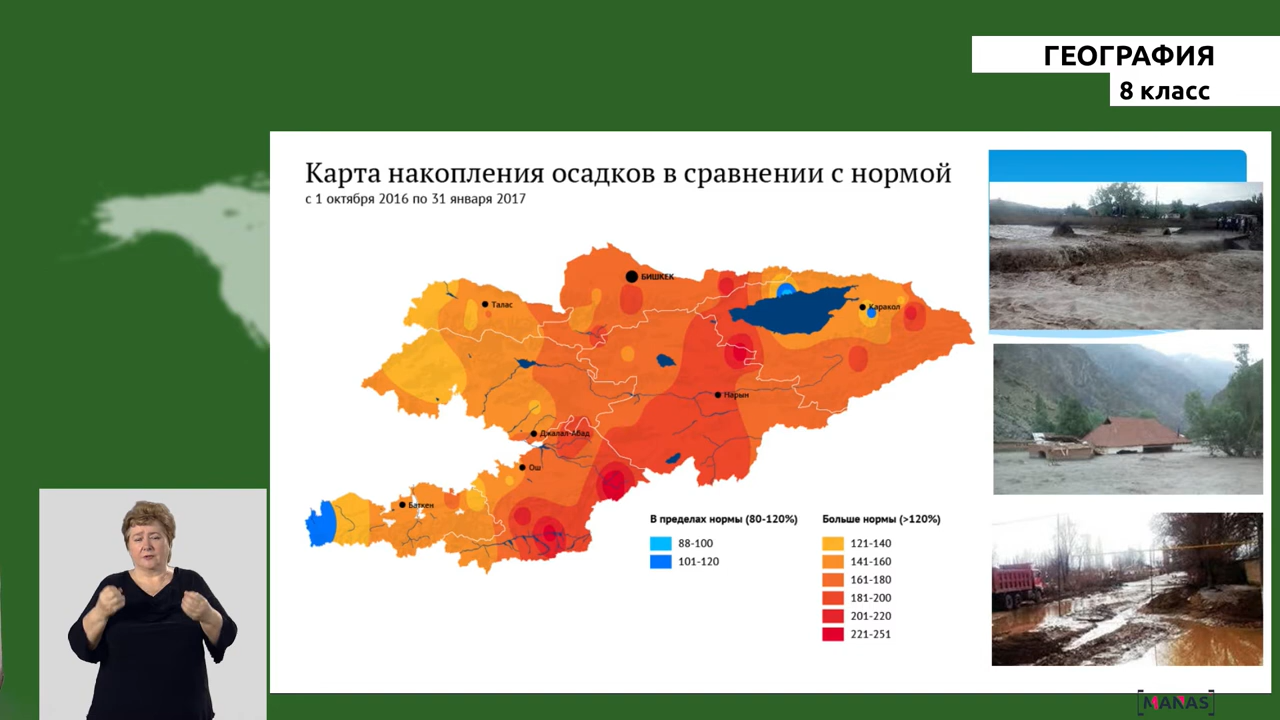 ГЕОГРАФИЯ
8 класс
Карта накопления осадков в сравнении с нормой
с 1 октября 2016 по 31 января 2017
БИШКЕК
Талас
Каракол
Нарын
Джалал-Абад
Ош
Баткен
В пределах нормы (80-120%)
88-100
101-120
Больше нормы (>120%)
121-140
141-160
161-180
181-200
201-220
221-251
[MANAS]